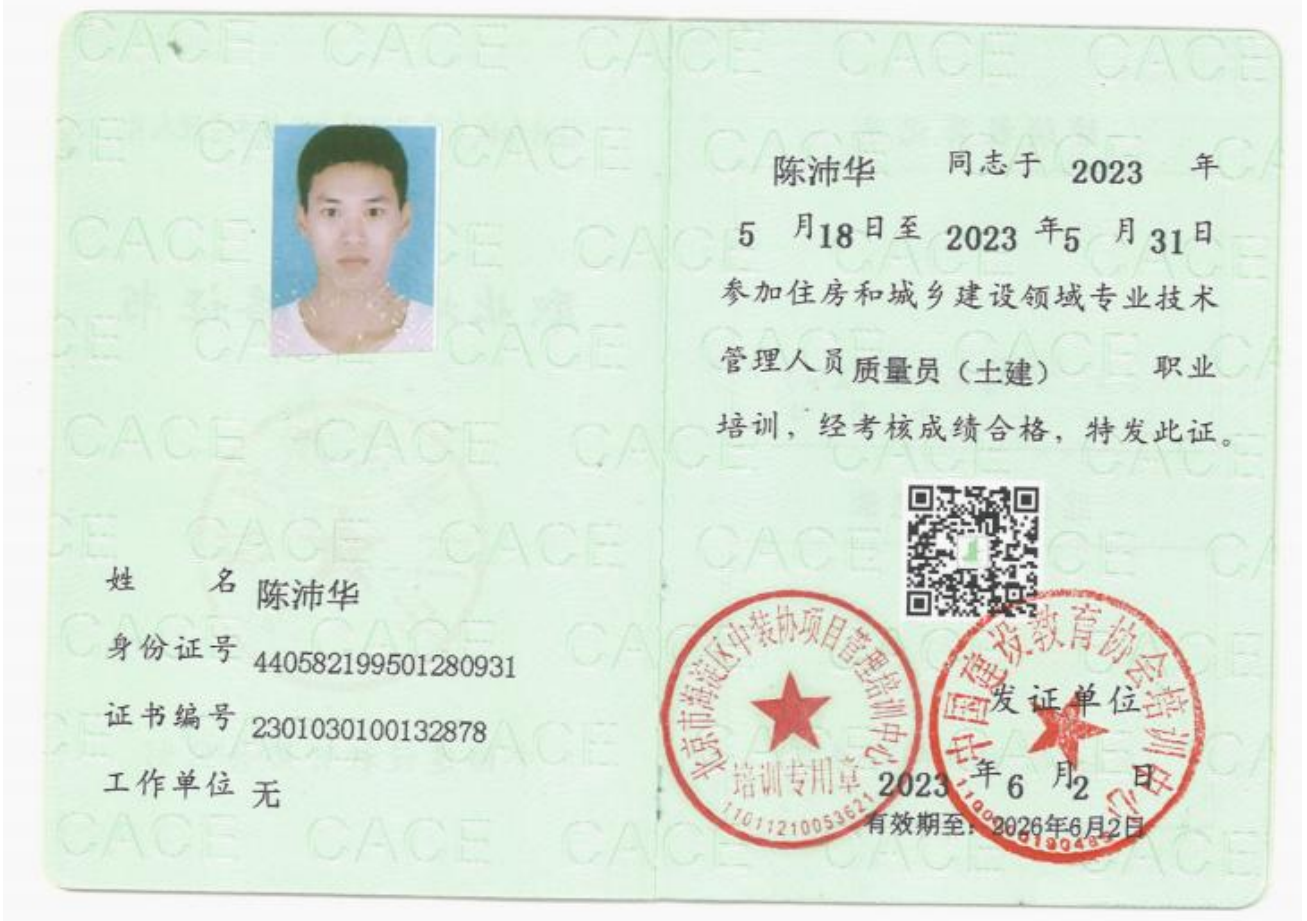 CACE
姓 名 陈沛华
身份证号 440582199501280931
证书编号 2301030100132878
工作单位 无
陈沛华 同志于 2023 年
5 月18日至 2023 年5 月31日
参加住房和城乡建设领域专业技术
管理人员质量员（土建） 职业
培训，经考核成绩合格，特发此证。
北京市海淀区中装协项目管理培训中心
培训专用章
11011210053621
中国建设教育协会培训中心
发证单位
2023 年 6 月 2 日
有效期至：2026年6月2日